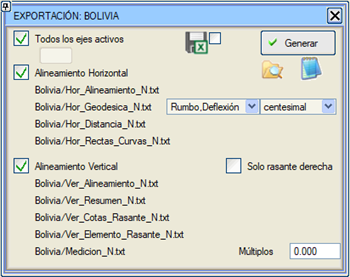 EXPORTACIÓN: BOLIVIA
Todos los ejes activos
Generar
Alineamiento Horizontal
Bolivia/Hor_Alineamiento_N.txt
Bolivia/Hor_Geodesica_N.txt Rumbo,Deflexión centesimal
Bolivia/Hor_Distancia_N.txt
Bolivia/Hor_Rectas_Curvas_N.txt
Alineamiento Vertical Solo rasante derecha
Bolivia/Ver_Alineamiento_N.txt
Bolivia/Ver_Resumen_N.txt
Bolivia/Ver_Cotas_Rasante_N.txt
Bolivia/Ver_Elemento_Rasante_N.txt
Bolivia/Medicion_N.txt Múltiplos 0.000